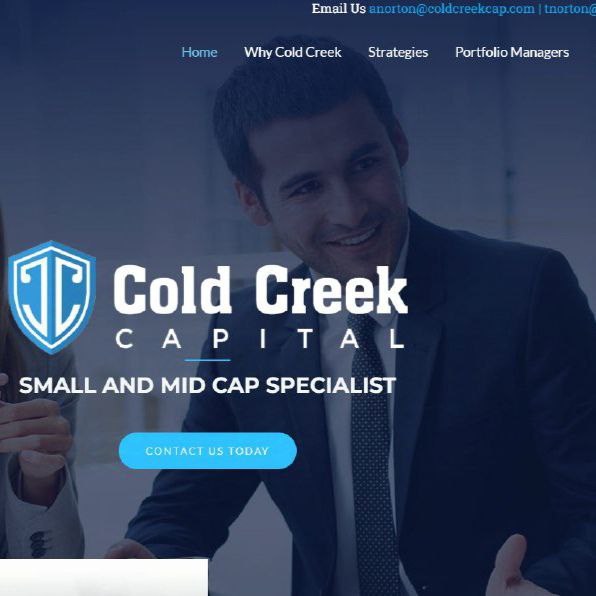 Email Us anorton@coldcreekcap.com | tnorton@
Home Why Cold Creek Strategies Portfolio Managers
Cold Creek
CAPITAL
SMALL AND MID CAP SPECIALIST
CONTACT US TODAY